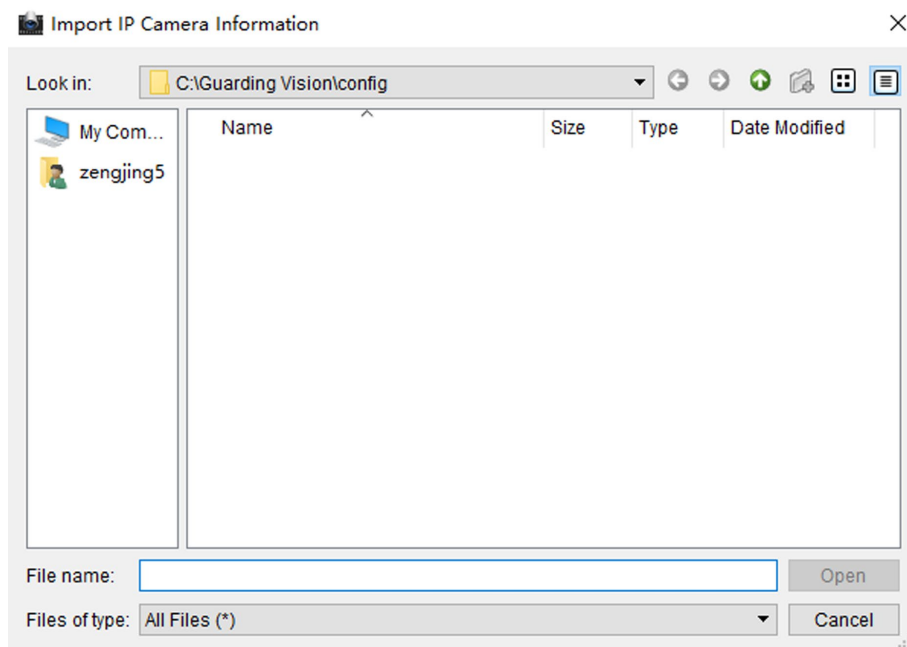 Import IP Camera Information
Look in: C:\Guarding Vision\config
My Com...
zengjing5
Name Size Type Date Modified
File name: Open
Files of type: All Files (*) Cancel